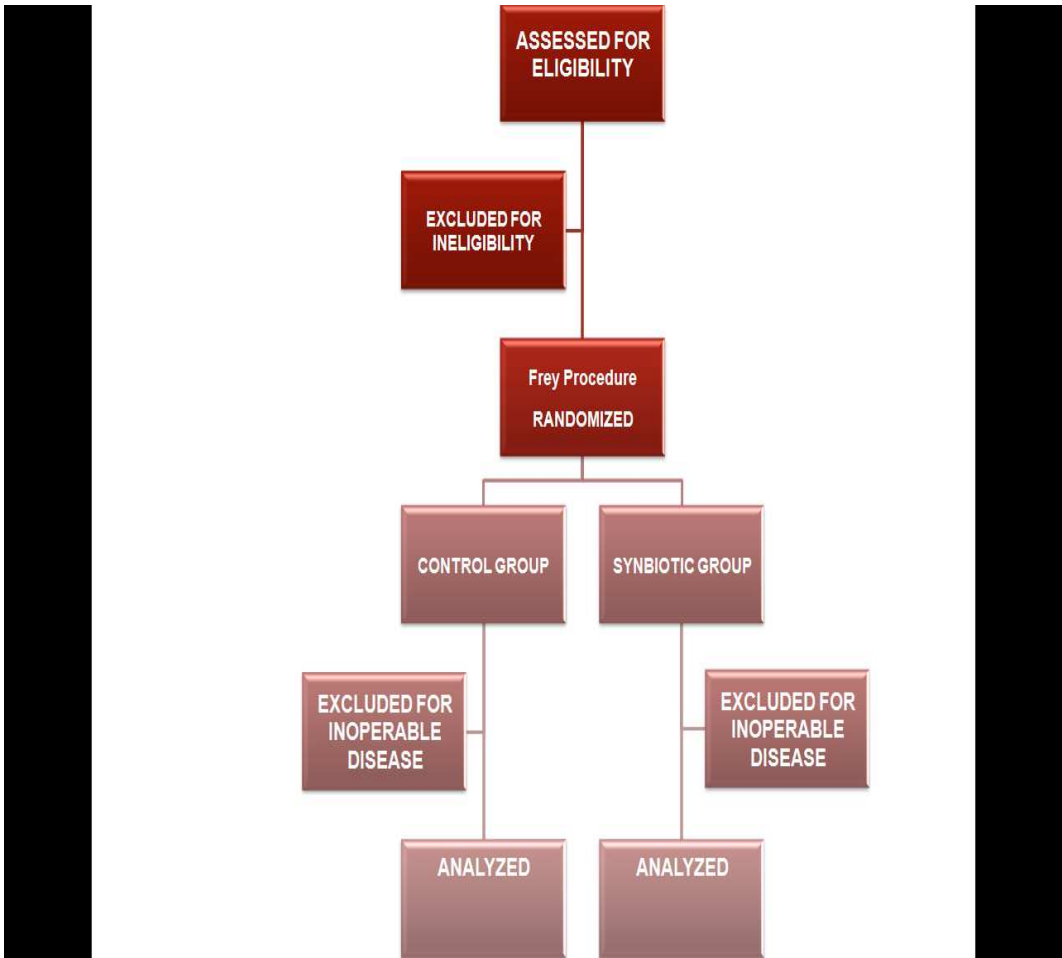 ASSESSED FOR
ELIGIBILITY
EXCLUDED FOR
INELIGIBILITY
Frey Procedure
RANDOMIZED
CONTROL GROUP
SYNBIOTIC GROUP
EXCLUDED FOR
INOPERABLE
DISEASE
EXCLUDED FOR
INOPERABLE
DISEASE
ANALYZED
ANALYZED